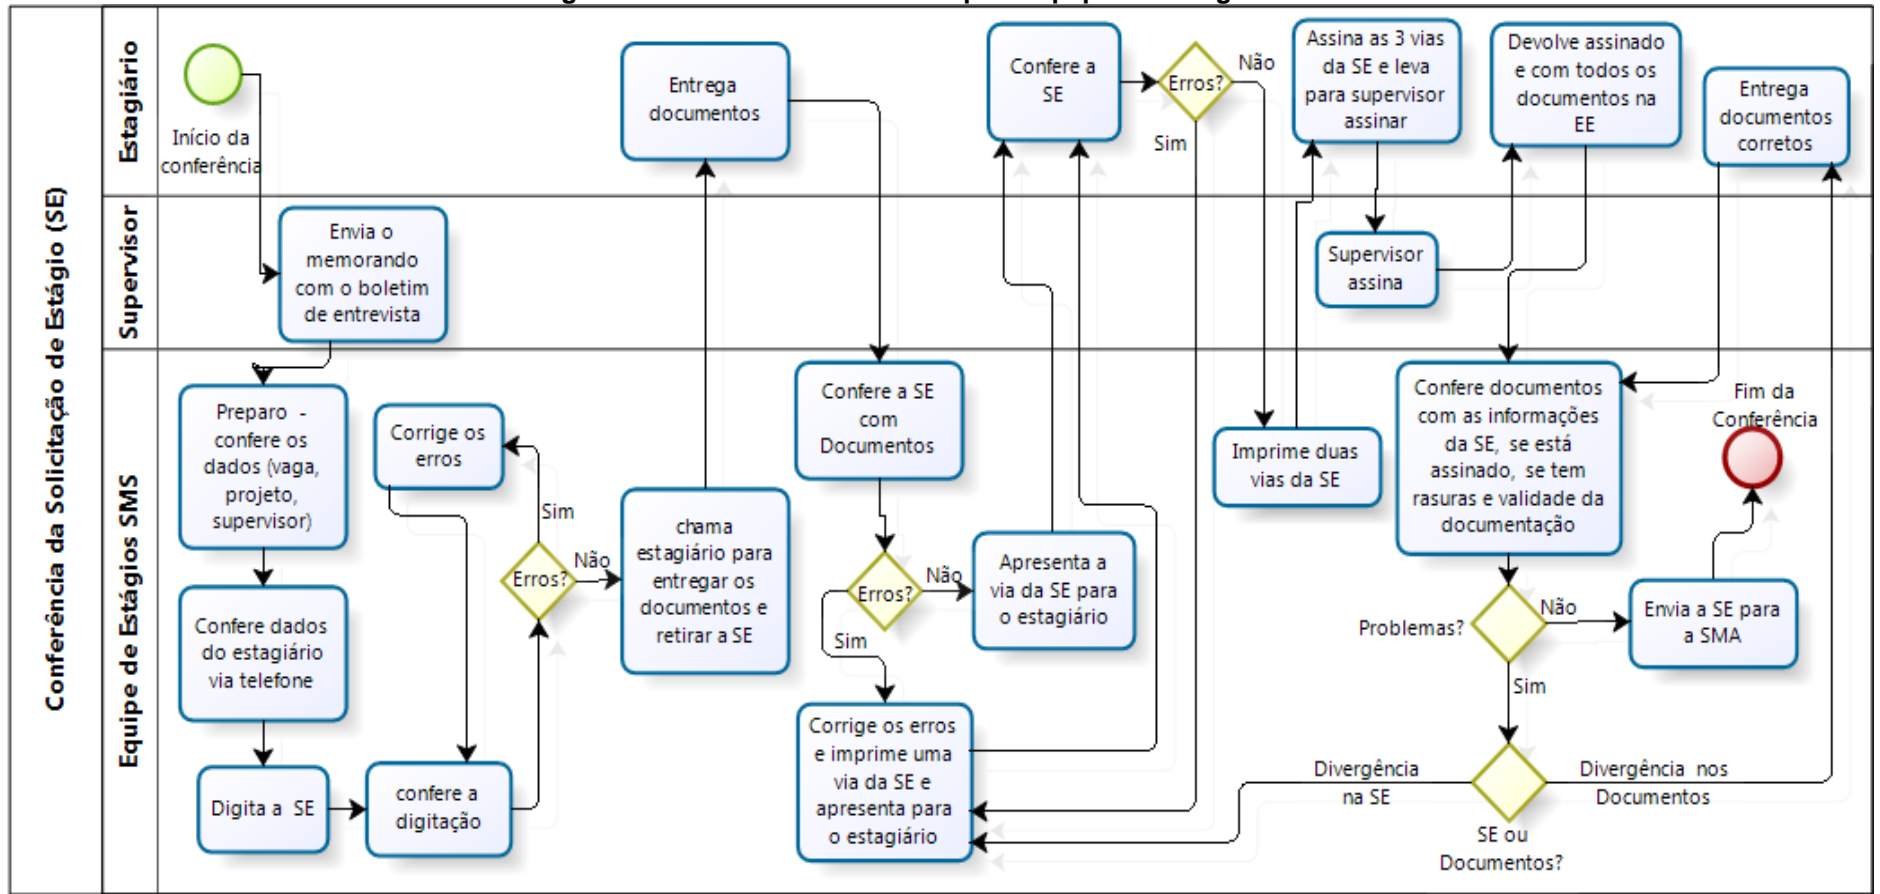 Conferência da Solicitação de Estágio (SE)
Estagiário
Início da
conferência
Entrega
documentos
Confere a
SE
Erros?
Não
Sim
Assina as 3 vias
da SE e leva
para supervisor
assinar
Devolve assinado
e com todos os
documentos na
EE
Entrega
documentos
corretos
Supervisor
Envia o
memorando
com o boletim
de entrevista
Supervisor
assina
Equipe de Estágios SMS
Preparo -
confere os
dados (vaga,
projeto,
supervisor)
Confere dados
do estagiário
via telefone
Digita a SE
confere a
digitação
Corrige os
erros
Sim
Erros?
Não
chama
estagiário para
entregar os
documentos e
retirar a SE
Confere a SE
com
Documentos
Erros?
Não
Sim
Apresenta a
via da SE para
o estagiário
Corrige os erros
e imprime uma
via da SE e
apresenta para
o estagiário
Imprime duas
vias da SE
Confere documentos
com as informações
da SE, se está
assinado, se tem
rasuras e validade da
documentação
Problemas?
Não
Sim
Envia a SE para
a SMA
Fim da
Conferência
Divergência
na SE
Divergência nos
Documentos
SE ou
Documentos?